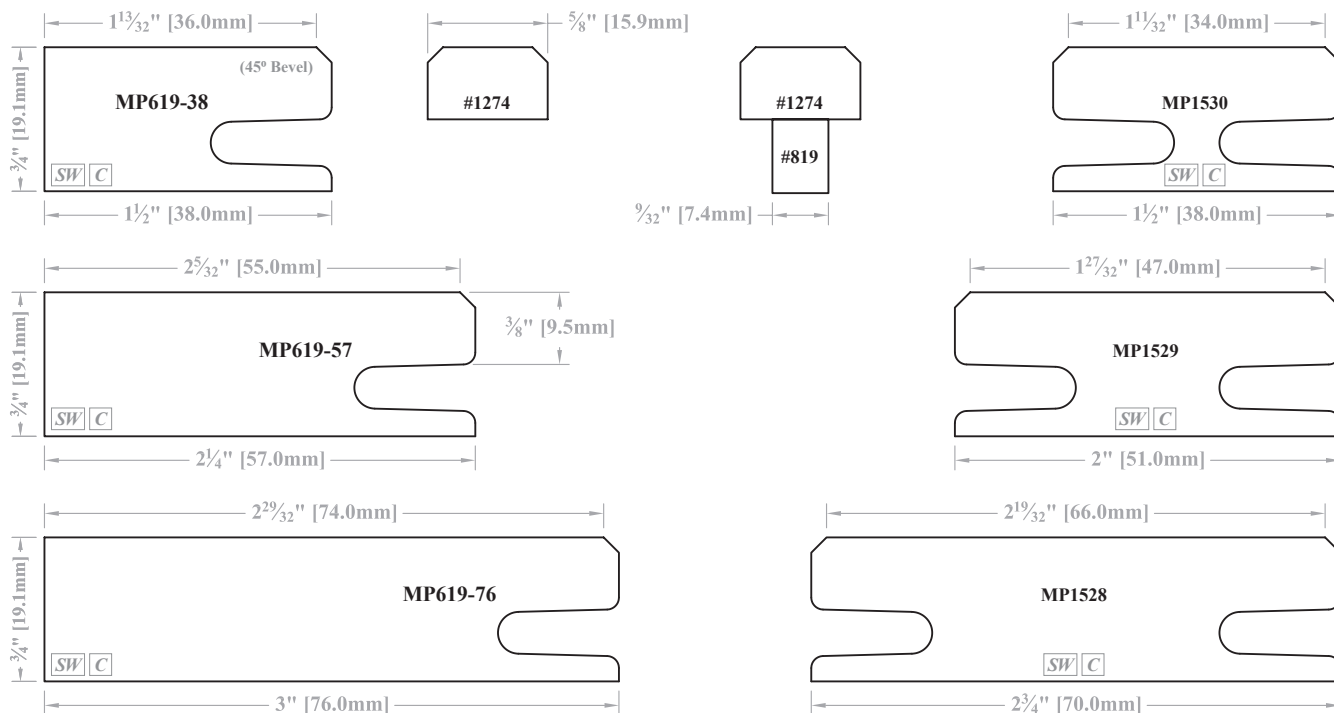 1 13/32" [36.0mm]
5/8" [15.9mm]
1 11/32" [34.0mm]
3/4" [19.1mm]
(45º Bevel)
MP619-38
#1274
#1274
MP1530
#819
SW C
SW C
1 1/2" [38.0mm]
9/32" [7.4mm]
1 1/2" [38.0mm]
2 5/32" [55.0mm]
1 27/32" [47.0mm]
3/4" [19.1mm]
3/8" [9.5mm]
MP619-57
MP1529
SW C
SW C
2 1/4" [57.0mm]
2" [51.0mm]
2 29/32" [74.0mm]
2 19/32" [66.0mm]
3/4" [19.1mm]
MP619-76
MP1528
SW C
SW C
3" [76.0mm]
2 3/4" [70.0mm]